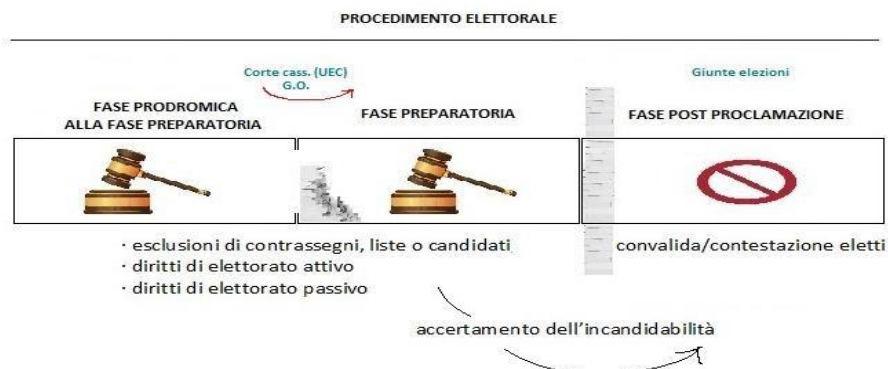 PROCEDIMENTO ELETTORALE
Corte cass. (UEC)
G.O.
Giunte elezioni
FASE PRODROMICA
ALLA FASE PREPARATORIA
FASE PREPARATORIA
FASE POST PROCLAMAZIONE
· esclusioni di contrassegni, liste o candidati
· diritti di elettorato attivo
· diritti di elettorato passivo
convalida/contestazione eletti
accertamento dell'incandidabilità